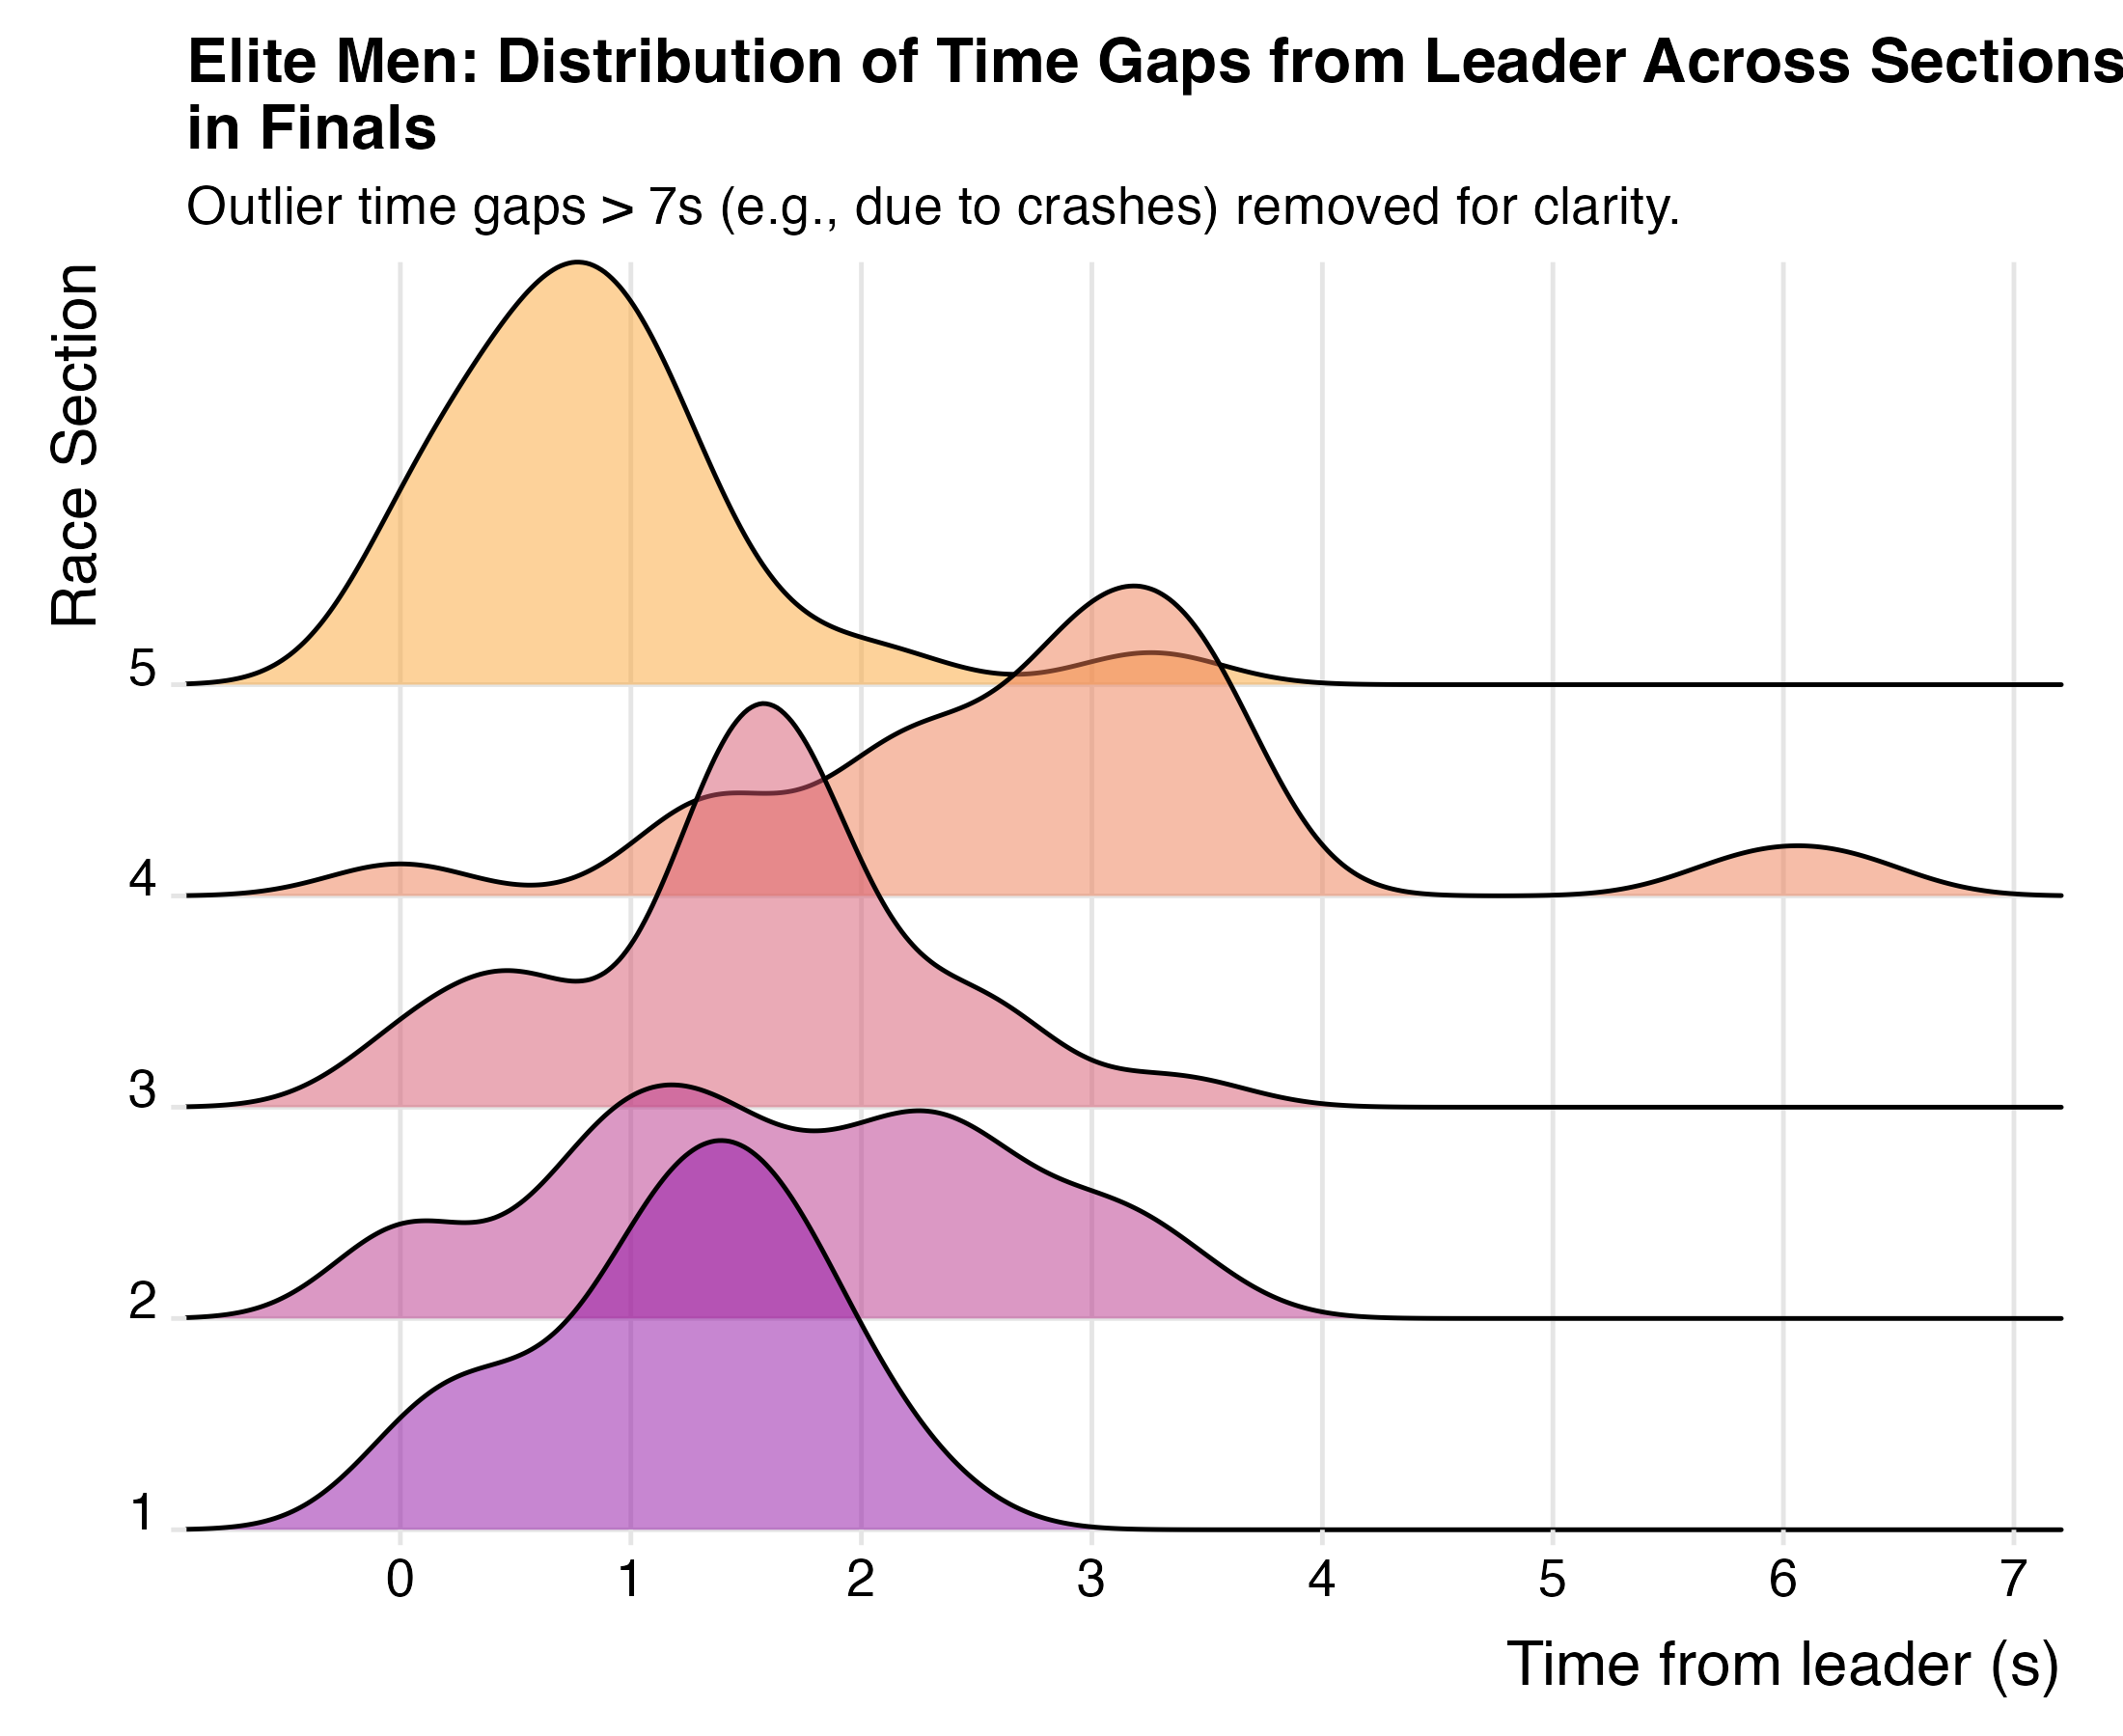 Elite Men: Distribution of Time Gaps from Leader Across Sections
in Finals
Outlier time gaps > 7s (e.g., due to crashes) removed for clarity.
Race Section
5
4
3
2
1
0 1 2 3 4 5 6 7
Time from leader (s)